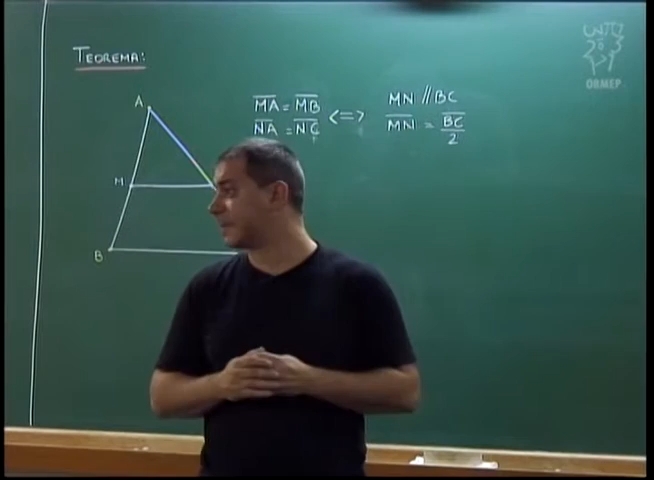 TEOREMA:
A
MA = MB <=> MN // BC
NA = NC MN = BC/2
M
B
OBMEP